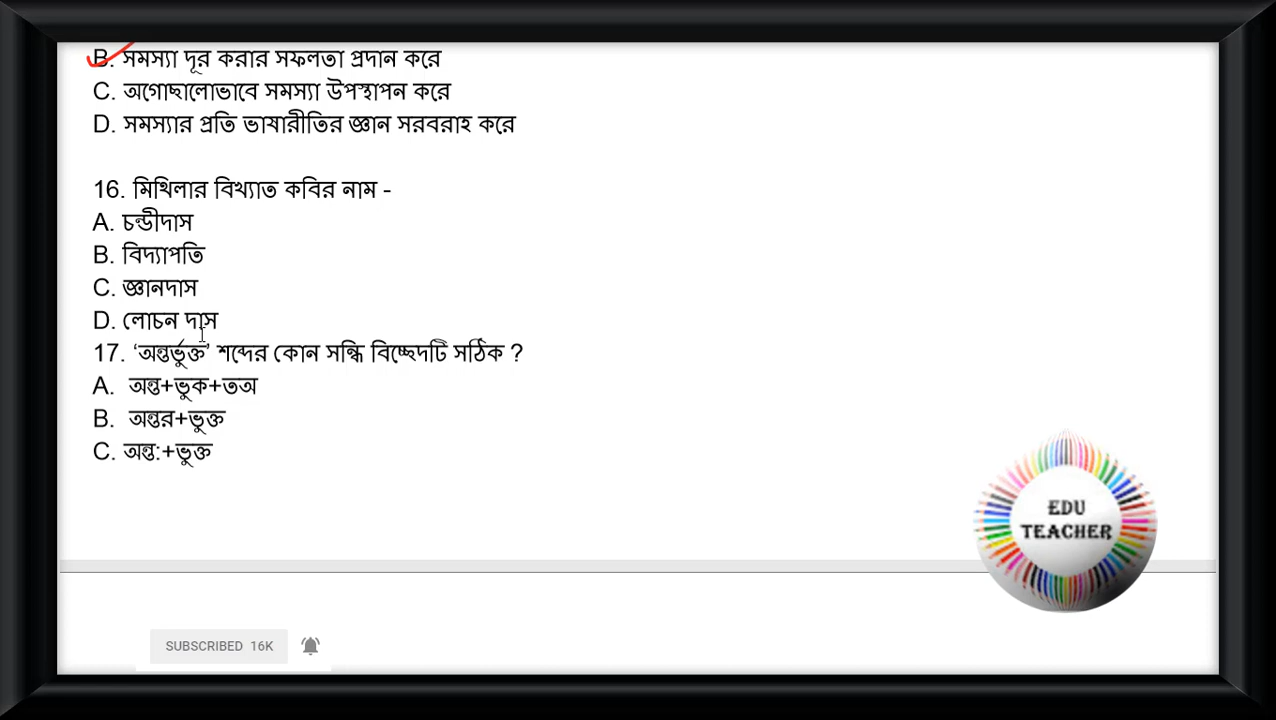 B. সমস্যা দূর করার সফলতা প্রদান করে
C. অগোছালোভাবে সমস্যা উপস্থাপন করে
D. সমস্যার প্রতি ভাষারীতির জ্ঞান সরবরাহ করে
16. মিথিলার বিখ্যাত কবির নাম -
A. চন্ডীদাস
B. বিদ্যাপতি
C. জ্ঞানদাস
D. লোচন দাস
17. ‘অন্তর্ভুক্ত’ শব্দের কোন সন্ধি বিচ্ছেদটি সঠিক ?
A. অন্ত+ভুক+তঅ
B. অন্তর+ভুক্ত
C. অন্ত:+ভুক্ত
EDU
TEACHER
SUBSCRIBED 16K